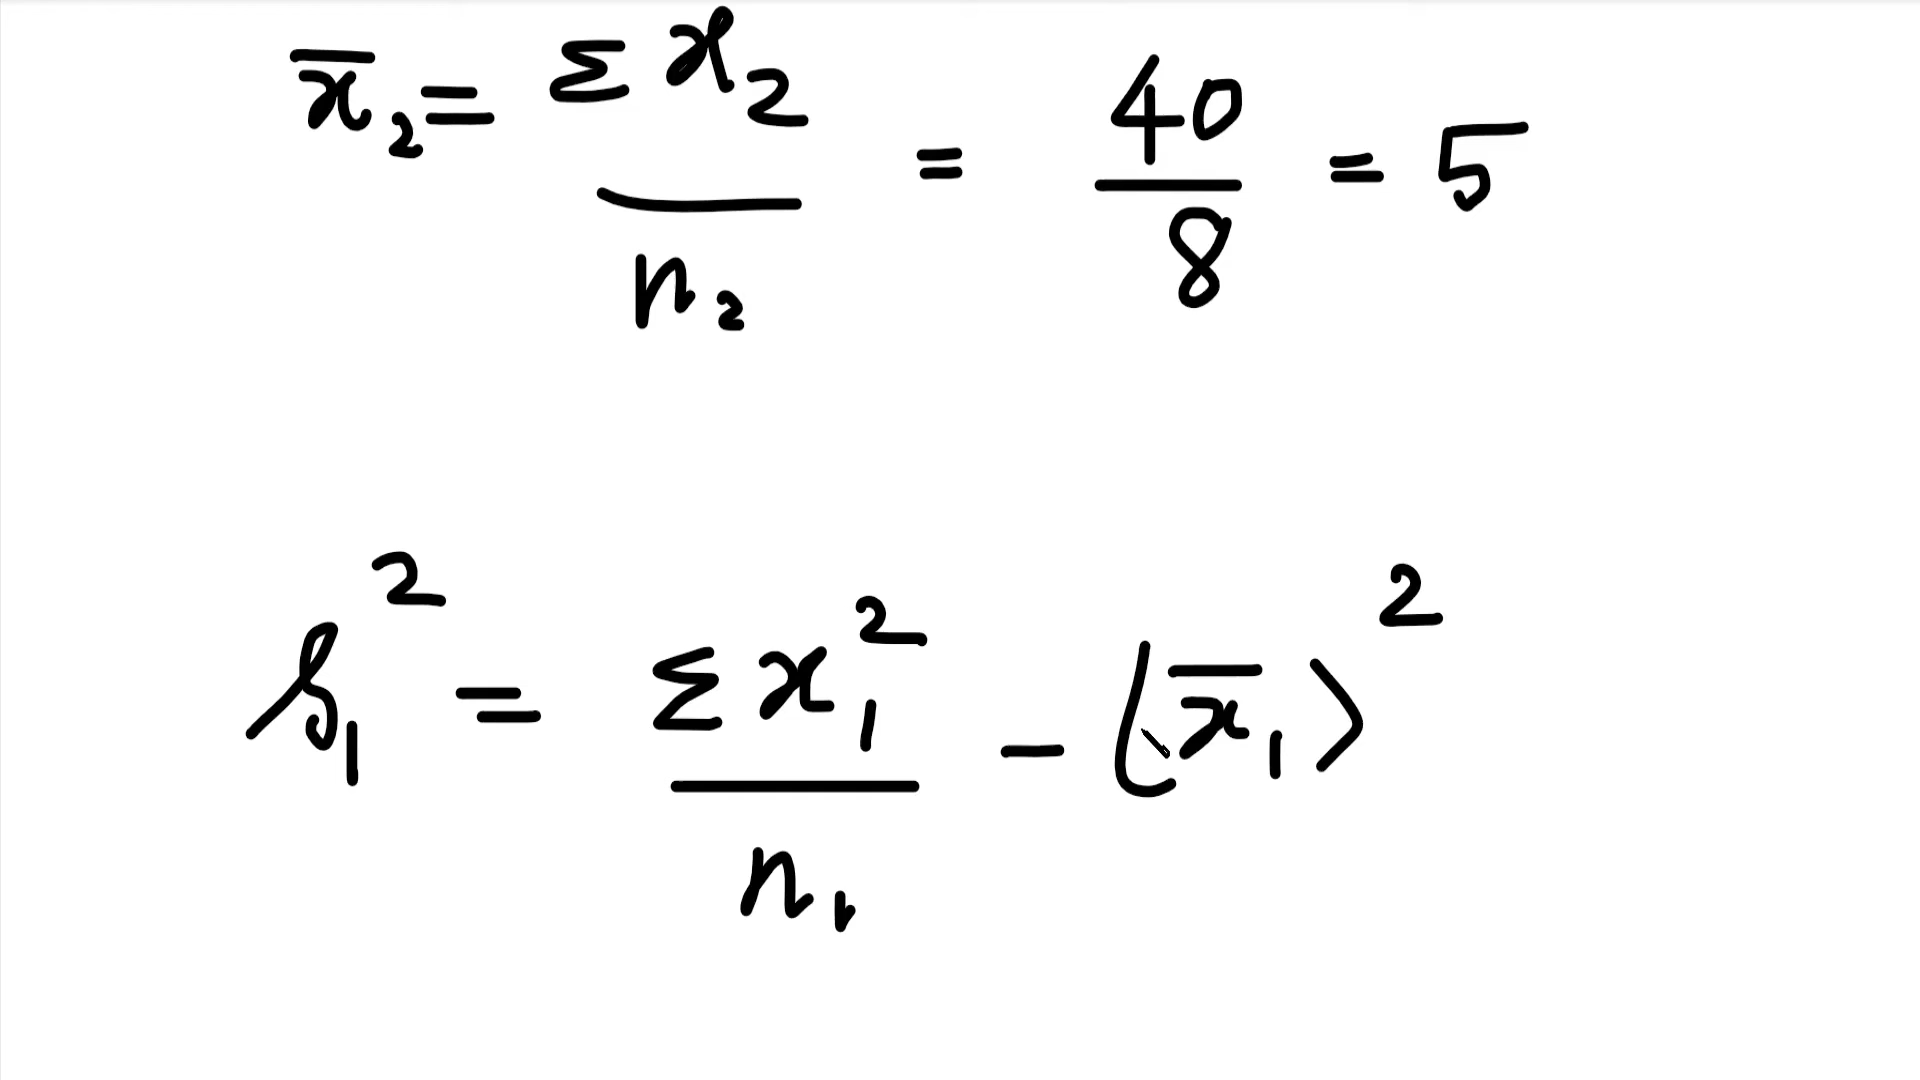 x̄₂ = Σx₂ / n₂ = 40 / 8 = 5
s₁² = Σx₁² / n₁ - (x̄₁)²